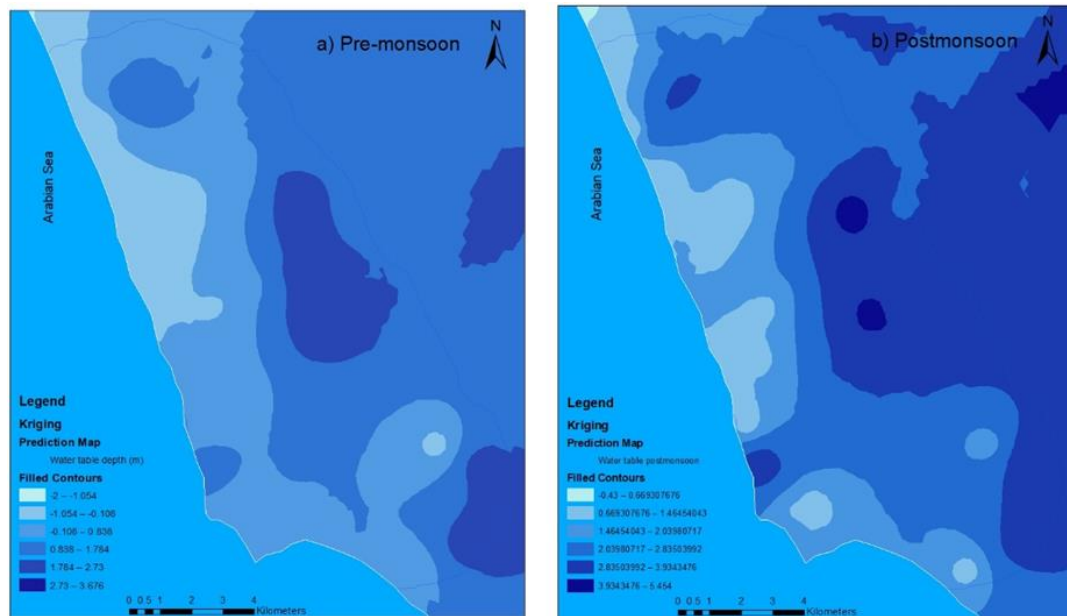 a) Pre-monsoon
N
Arabian Sea
Legend
Kriging
Prediction Map
Water table depth (m)
Filled Contours
-2 – -1.054
-1.054 – -0.106
-0.106 – 0.838
0.838 – 1.784
1.784 – 2.73
2.73 – 3.676
0 0.5 1 2 3 4
Kilometers
b) Postmonsoon
N
Arabian Sea
Legend
Kriging
Prediction Map
Water table postmonsoon
Filled Contours
-0.43 – 0.669307676
0.669307676 – 1.46454043
1.46454043 – 2.03980717
2.03980717 – 2.83503992
2.83503992 – 3.9343476
3.9343476 – 5.454
0 0.5 1 2 3 4
Kilometers